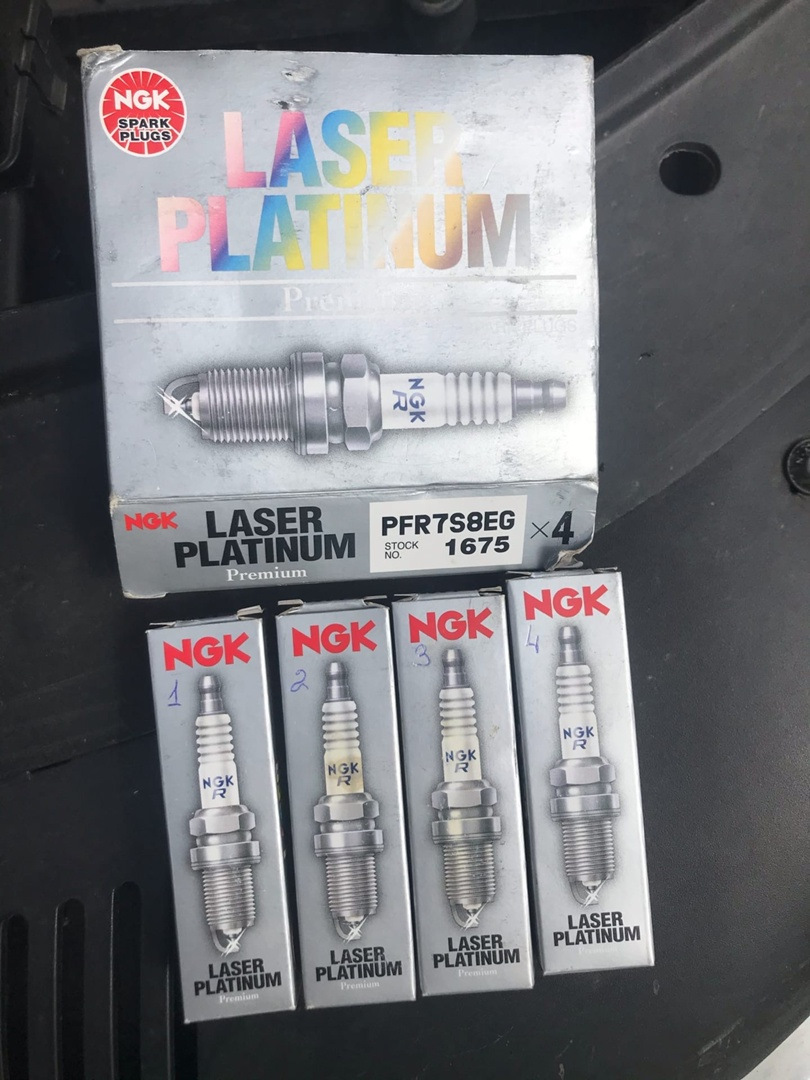 NGK
SPARK
PLUGS
LASER
PLATINUM
Premium
PLUGS
NGK
R
NGK
LASER
PLATINUM
Premium
PFR7S8EG
STOCK
NO.
1675
×4
NGK
1
NGK
R
LASER
PLATINUM
Premium
NGK
2
NGK
R
LASER
PLATINUM
Premium
NGK
3
NGK
R
LASER
PLATINUM
Premium
NGK
4
NGK
R
LASER
PLATINUM
Premium